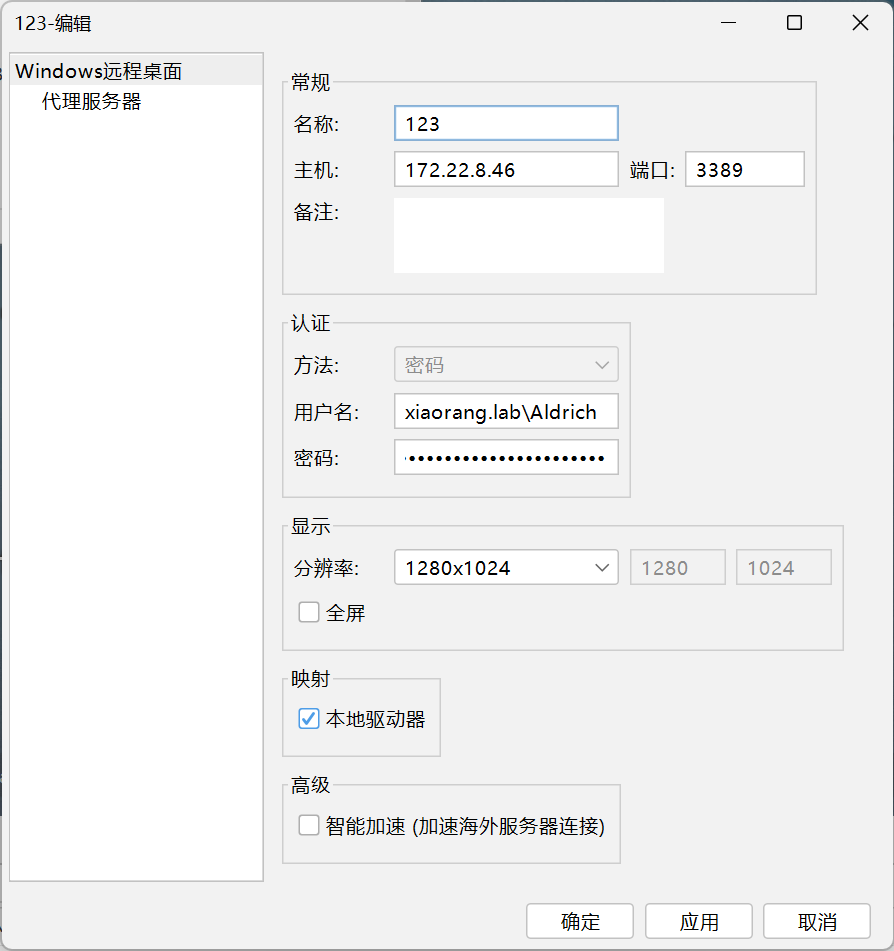 123-编辑
Windows远程桌面
代理服务器
常规
名称: 123
主机: 172.22.8.46 端口: 3389
备注:
认证
方法: 密码
用户名: xiaorang.lab\Aldrich
密码: ••••••••••••••••••••••
显示
分辨率: 1280x1024 1280 1024
全屏
映射
本地驱动器
高级
智能加速 (加速海外服务器连接)
确定 应用 取消